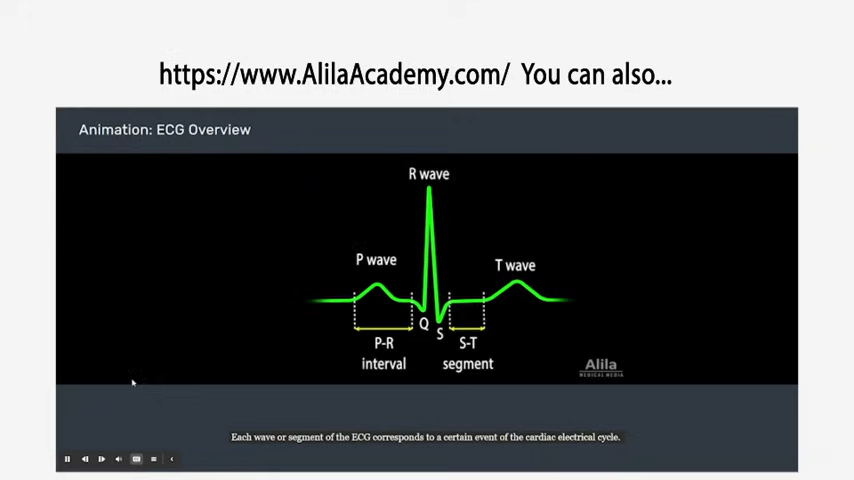 https://www.AlilaAcademy.com/ You can also...
Animation: ECG Overview
R wave
P wave
T wave
Q
S
P-R
interval
S-T
segment
Alila
MEDICAL MEDIA
Each wave or segment of the ECG corresponds to a certain event of the cardiac electrical cycle.